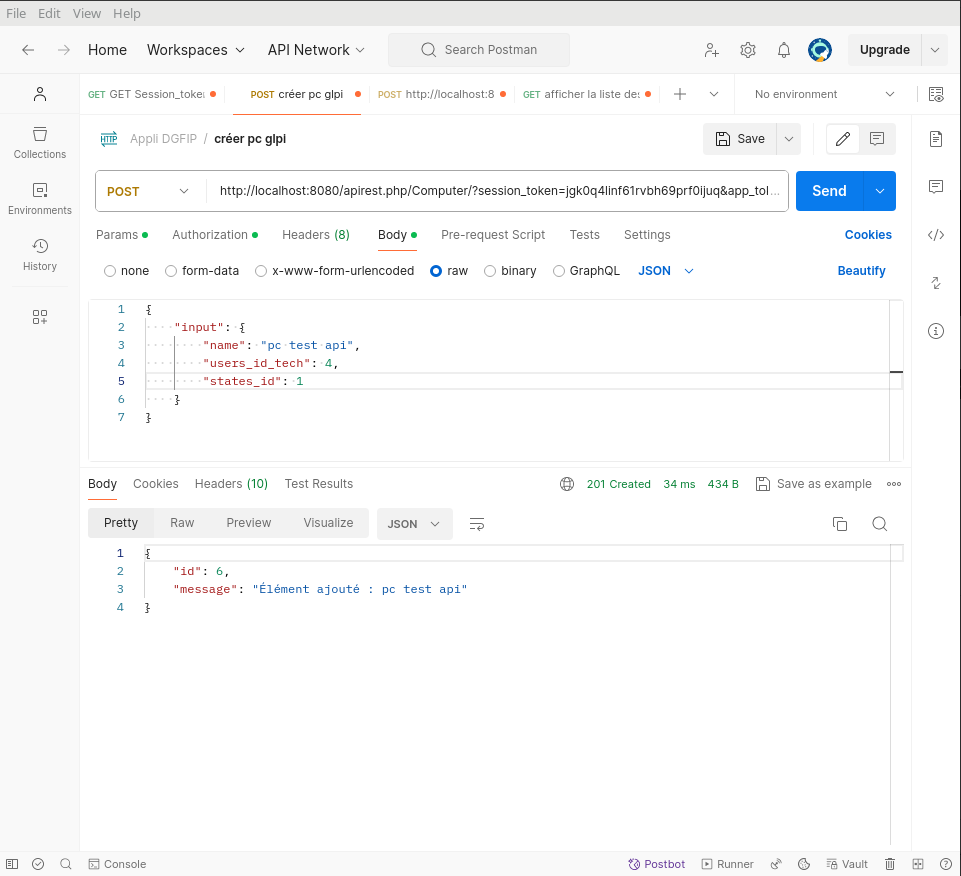 File Edit View Help
Home Workspaces API Network Search Postman Upgrade
GET GET Session_toke POST créer pc glpi POST http://localhost:8 GET afficher la liste de No environment
HTTP Appli DGFIP / créer pc glpi Save
Collections
Environments
History
POST http://localhost:8080/apirest.php/Computer/?session_token=jgk0q4linf61rvbh69prf0ijuq&app_tol... Send
Params Authorization Headers (8) Body Pre-request Script Tests Settings Cookies
none form-data x-www-form-urlencoded raw binary GraphQL JSON Beautify
1 {
2 "input": {
3 "name": "pc test api",
4 "users_id_tech": 4,
5 "states_id": 1
6 }
7 }
Body Cookies Headers (10) Test Results 201 Created 34 ms 434 B Save as example
Pretty Raw Preview Visualize JSON
1 {
2 "id": 6,
3 "message": "Élément ajouté : pc test api"
4 }
Console Postbot Runner Vault